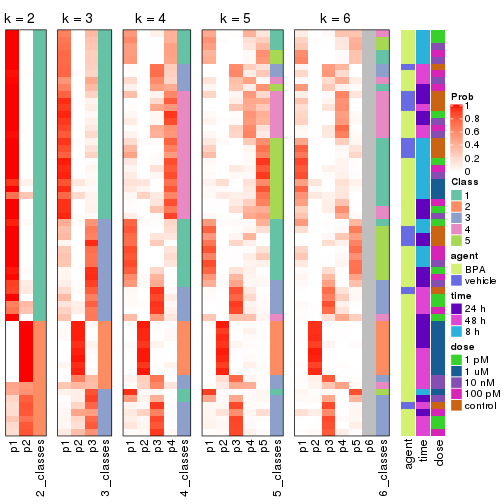 k = 2
k = 3
k = 4
k = 5
k = 6
p1
p2
2_classes
p1
p2
p3
3_classes
p1
p2
p3
p4
4_classes
p1
p2
p3
p4
p5
5_classes
p1
p2
p3
p4
p5
p6
6_classes
agent
time
dose
Prob
1
0.8
0.6
0.4
0.2
0
Class
1
2
3
4
5
agent
BPA
vehicle
time
24 h
48 h
8 h
dose
1 pM
1 uM
10 nM
100 pM
control